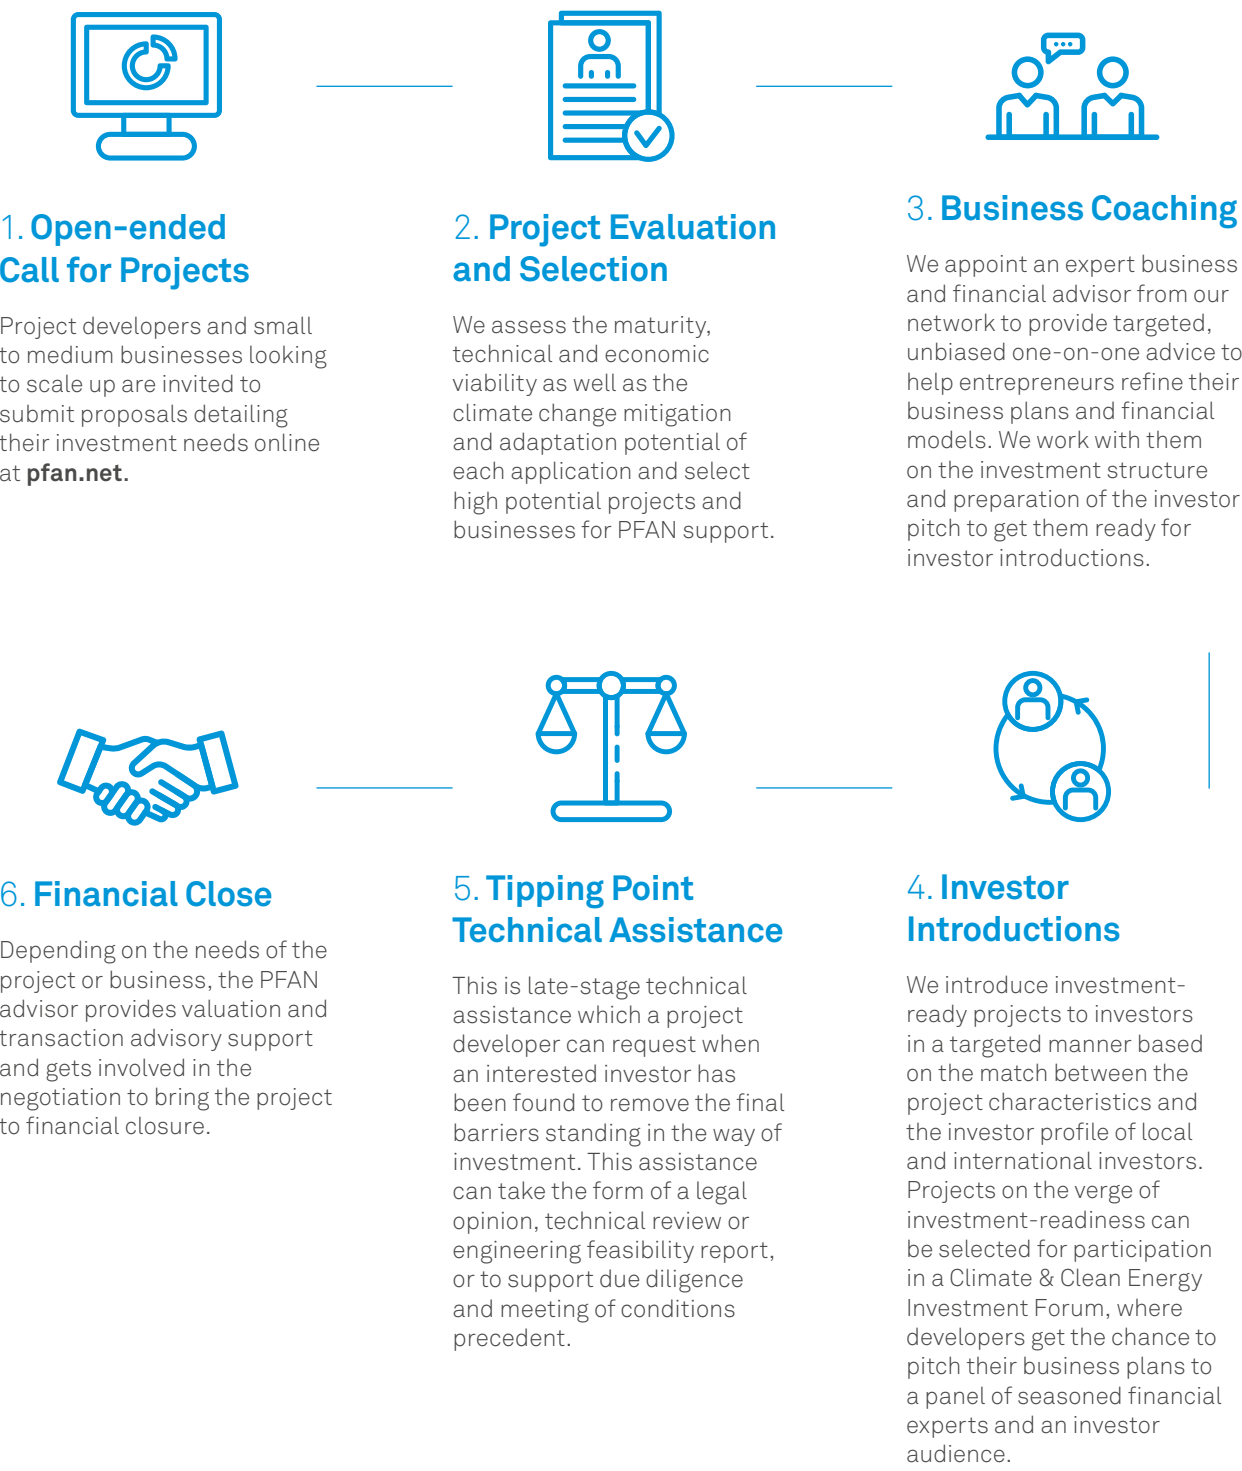 1. Open-ended
Call for Projects
Project developers and small
to medium businesses looking
to scale up are invited to
submit proposals detailing
their investment needs online
at pfan.net.
2. Project Evaluation
and Selection
We assess the maturity,
technical and economic
viability as well as the
climate change mitigation
and adaptation potential of
each application and select
high potential projects and
businesses for PFAN support.
3. Business Coaching
We appoint an expert business
and financial advisor from our
network to provide targeted,
unbiased one-on-one advice to
help entrepreneurs refine their
business plans and financial
models. We work with them
on the investment structure
and preparation of the investor
pitch to get them ready for
investor introductions.
4. Investor
Introductions
We introduce investment-
ready projects to investors
in a targeted manner based
on the match between the
project characteristics and
the investor profile of local
and international investors.
Projects on the verge of
investment-readiness can
be selected for participation
in a Climate & Clean Energy
Investment Forum, where
developers get the chance to
pitch their business plans to
a panel of seasoned financial
experts and an investor
audience.
5. Tipping Point
Technical Assistance
This is late-stage technical
assistance which a project
developer can request when
an interested investor has
been found to remove the final
barriers standing in the way of
investment. This assistance
can take the form of a legal
opinion, technical review or
engineering feasibility report,
or to support due diligence
and meeting of conditions
precedent.
6. Financial Close
Depending on the needs of the
project or business, the PFAN
advisor provides valuation and
transaction advisory support
and gets involved in the
negotiation to bring the project
to financial closure.